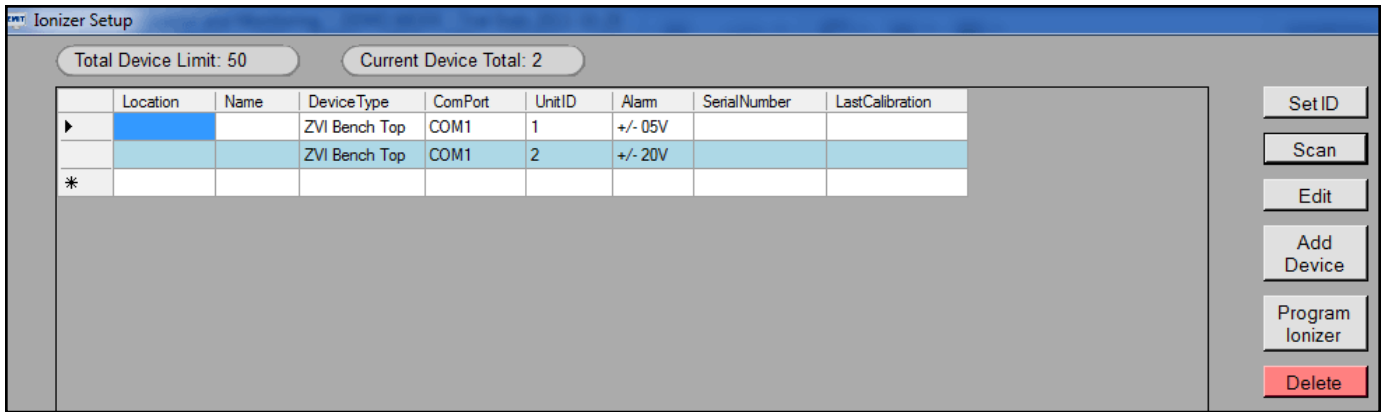 Ionizer Setup
Total Device Limit: 50 Current Device Total: 2
Location Name DeviceType ComPort UnitID Alarm SerialNumber LastCalibration
ZVI Bench Top COM1 1 +/- 05V
ZVI Bench Top COM1 2 +/- 20V
*
Set ID
Scan
Edit
Add
Device
Program
Ionizer
Delete